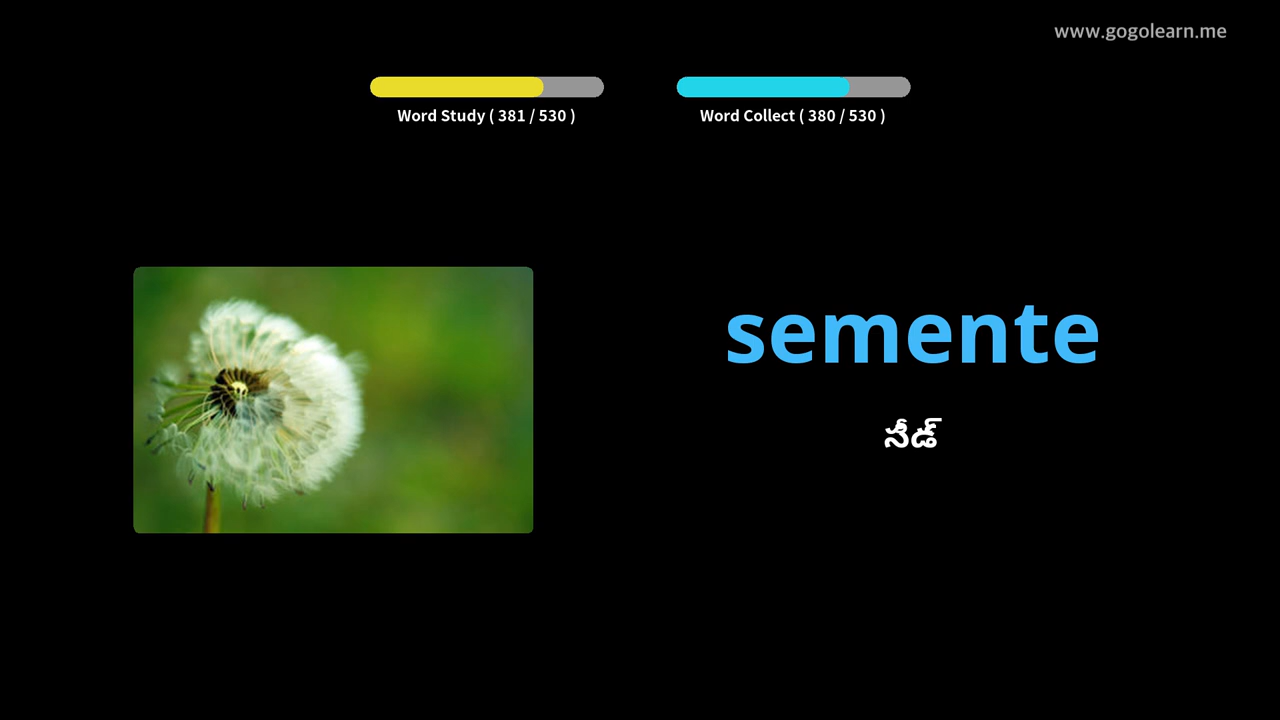 www.gogolearn.me
Word Study ( 381 / 530 )
Word Collect ( 380 / 530 )
semente
సీడ్